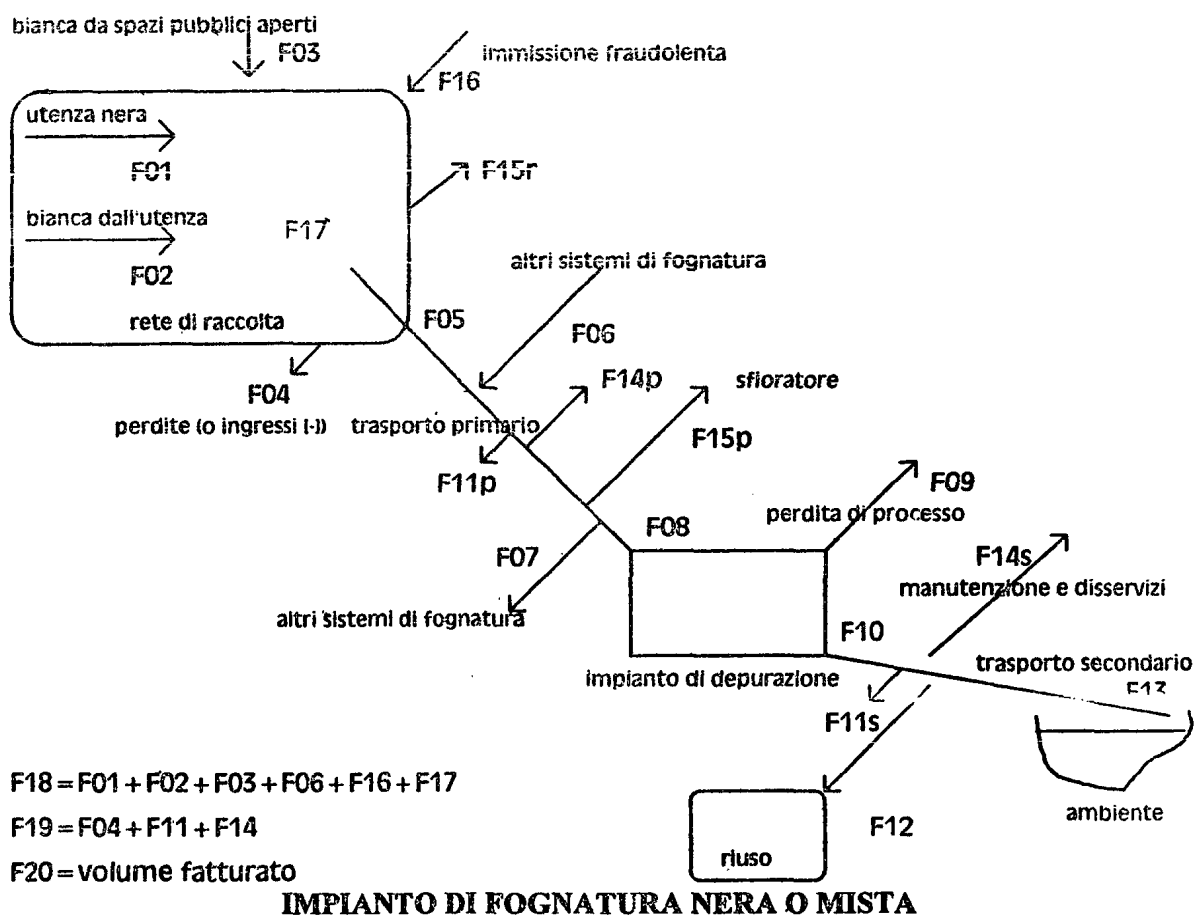 bianca da spazi pubblici aperti
F03
immissione fraudolenta
F16
utenza nera
F01
F15r
bianca dall'utenza
F17
F02
altri sistemi di fognatura
rete di raccolta
F05
F06
F04
F14p
sfioratore
perdite (o ingressi (-))
trasporto primario
F15p
F11p
F09
perdita di processo
F08
F07
F14s
manutenzione e disservizi
altri sistemi di fognatura
F10
impianto di depurazione
trasporto secondario
F13
F11s
F18=F01+F02+F03+F06+F16+F17
ambiente
F19=F04+F11+F14
F12
riuso
F20=volume fatturato
IMPIANTO DI FOGNATURA NERA O MISTA